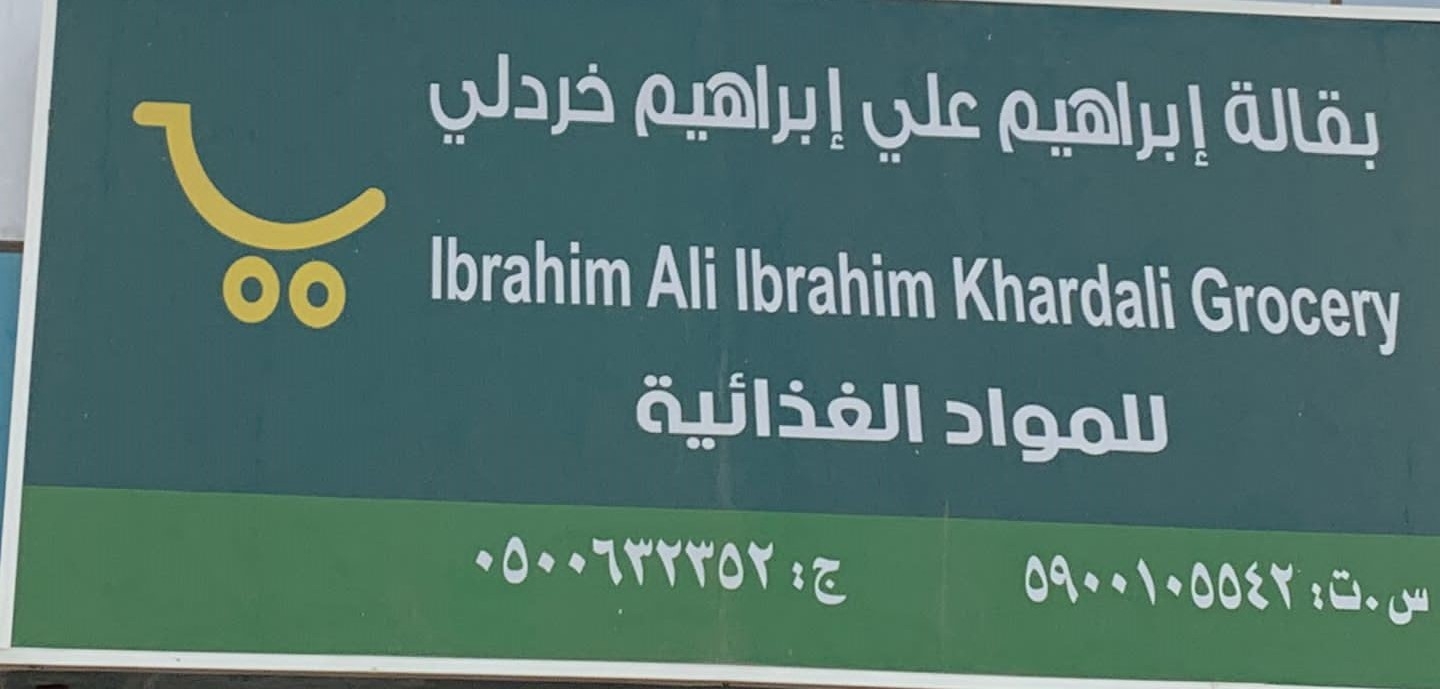 بقالة إبراهيم علي إبراهيم خردلي
Ibrahim Ali Ibrahim Khardali Grocery
للمواد الغذائية
س.ت: ٥٩٠٠١٠٥٥٤٢ ج: ٠٥٠٠٦٣٢٢٣٥٢